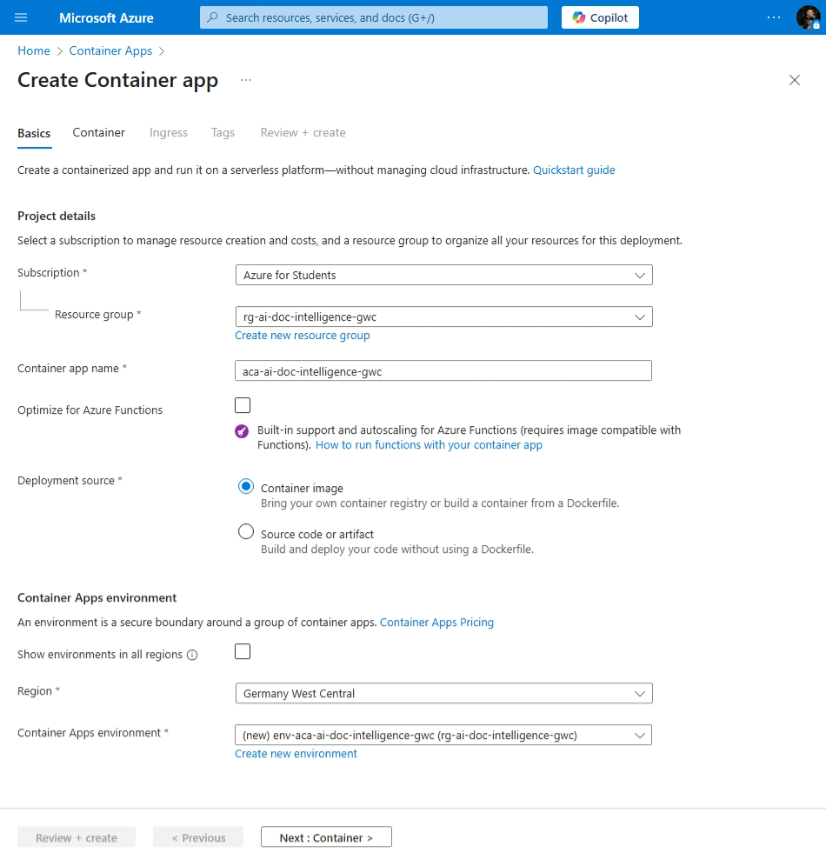 Microsoft Azure
Search resources, services, and docs (G+/)
Copilot
Home > Container Apps >
Create Container app ...
Basics Container Ingress Tags Review + create
Create a containerized app and run it on a serverless platform—without managing cloud infrastructure. Quickstart guide
Project details
Select a subscription to manage resource creation and costs, and a resource group to organize all your resources for this deployment.
Subscription *
Azure for Students
Resource group *
rg-ai-doc-intelligence-gwc
Create new resource group
Container app name *
aca-ai-doc-intelligence-gwc
Optimize for Azure Functions
Built-in support and autoscaling for Azure Functions (requires image compatible with
Functions). How to run functions with your container app
Deployment source *
Container image
Bring your own container registry or build a container from a Dockerfile.
Source code or artifact
Build and deploy your code without using a Dockerfile.
Container Apps environment
An environment is a secure boundary around a group of container apps. Container Apps Pricing
Show environments in all regions
Region *
Germany West Central
Container Apps environment *
(new) env-aca-ai-doc-intelligence-gwc (rg-ai-doc-intelligence-gwc)
Create new environment
Review + create
< Previous
Next : Container >